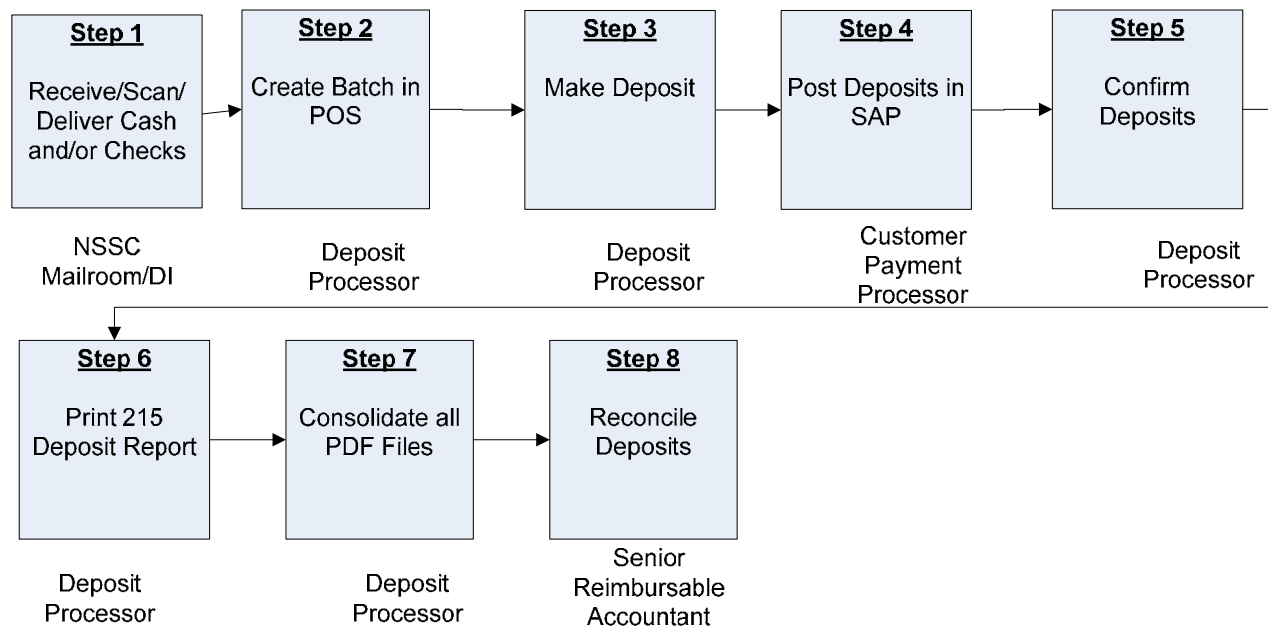 Step 1
Receive/Scan/
Deliver Cash
and/or Checks
NSSC
Mailroom/DI
Step 2
Create Batch in
POS
Deposit
Processor
Step 3
Make Deposit
Deposit
Processor
Step 4
Post Deposits in
SAP
Customer
Payment
Processor
Step 5
Confirm
Deposits
Deposit
Processor
Step 6
Print 215
Deposit Report
Deposit
Processor
Step 7
Consolidate all
PDF Files
Deposit
Processor
Step 8
Reconcile
Deposits
Senior
Reimbursable
Accountant